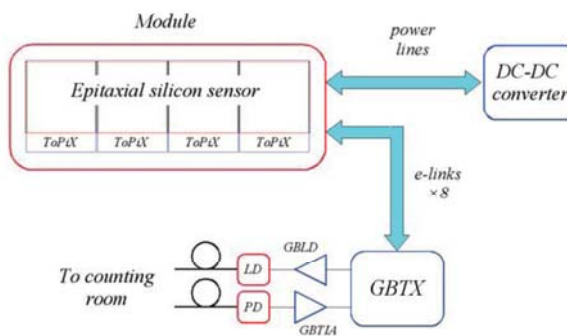 Module
power
lines
DC-DC
converter
Epitaxial silicon sensor
ToPiX ToPiX ToPiX ToPiX
e-links
×8
GBLD
LD
GBTX
To counting
room
PD
GBTIA